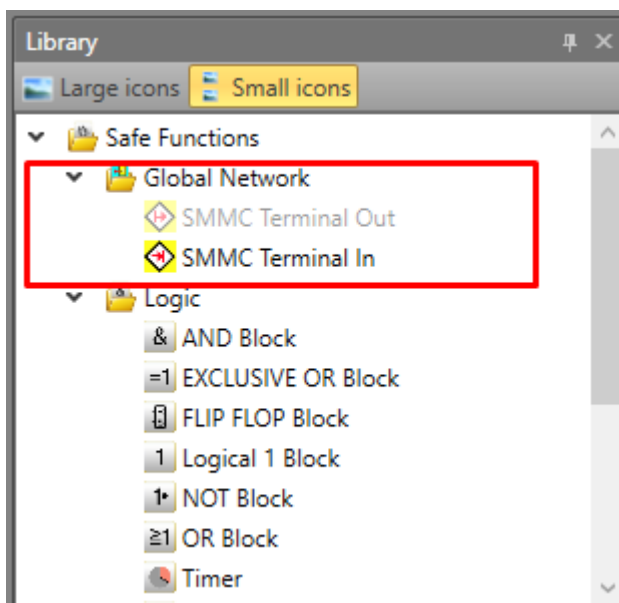 Library
Large icons Small icons
Safe Functions
Global Network
SMMC Terminal Out
SMMC Terminal In
Logic
& AND Block
=1 EXCLUSIVE OR Block
FLIP FLOP Block
1 Logical 1 Block
1• NOT Block
≥1 OR Block
Timer